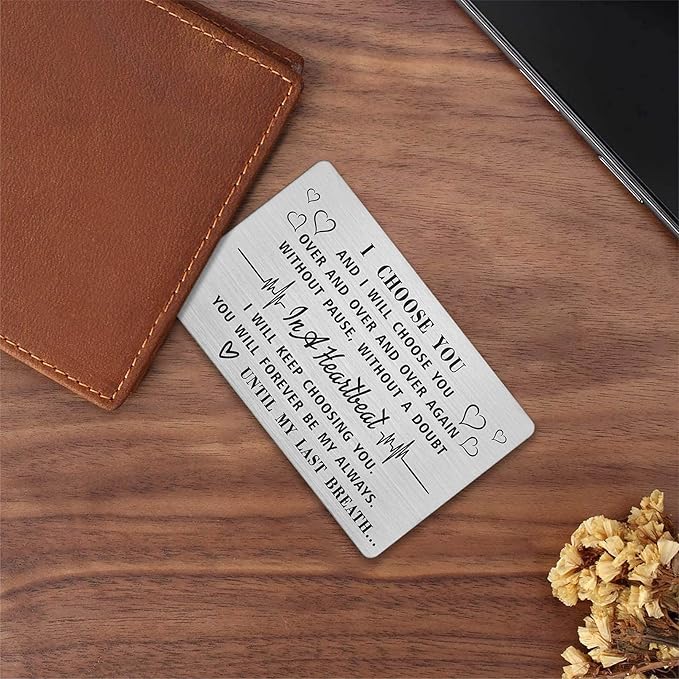 I CHOOSE YOU
AND I WILL CHOOSE YOU
OVER AND OVER AND OVER AGAIN
WITHOUT PAUSE, WITHOUT A DOUBT
In A Heartbeat
I WILL KEEP CHOOSING YOU.
YOU WILL FOREVER BE MY ALWAYS.
UNTIL MY LAST BREATH...